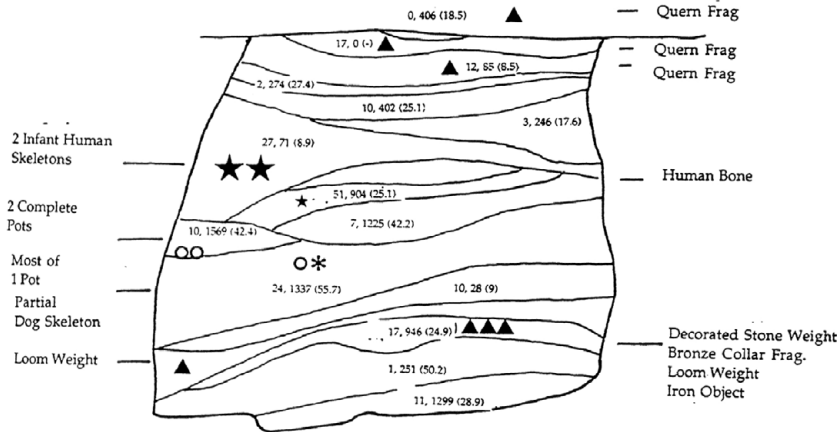 0, 406 (18.5)
Quern Frag
17, 0 (-)
Quern Frag
12, 85 (8.5)
Quern Frag
2, 274 (27.4)
10, 402 (25.1)
3, 246 (17.6)
27, 71 (8.9)
2 Infant Human
Skeletons
Human Bone
51, 904 (25.1)
2 Complete
Pots
10, 1569 (42.4)
7, 1225 (42.2)
Most of
1 Pot
Partial
Dog Skeleton
24, 1337 (55.7)
10, 28 (9)
17, 946 (24.9)
Decorated Stone Weight
Bronze Collar Frag.
Loom Weight
Iron Object
Loom Weight
1, 251 (50.2)
11, 1299 (28.9)